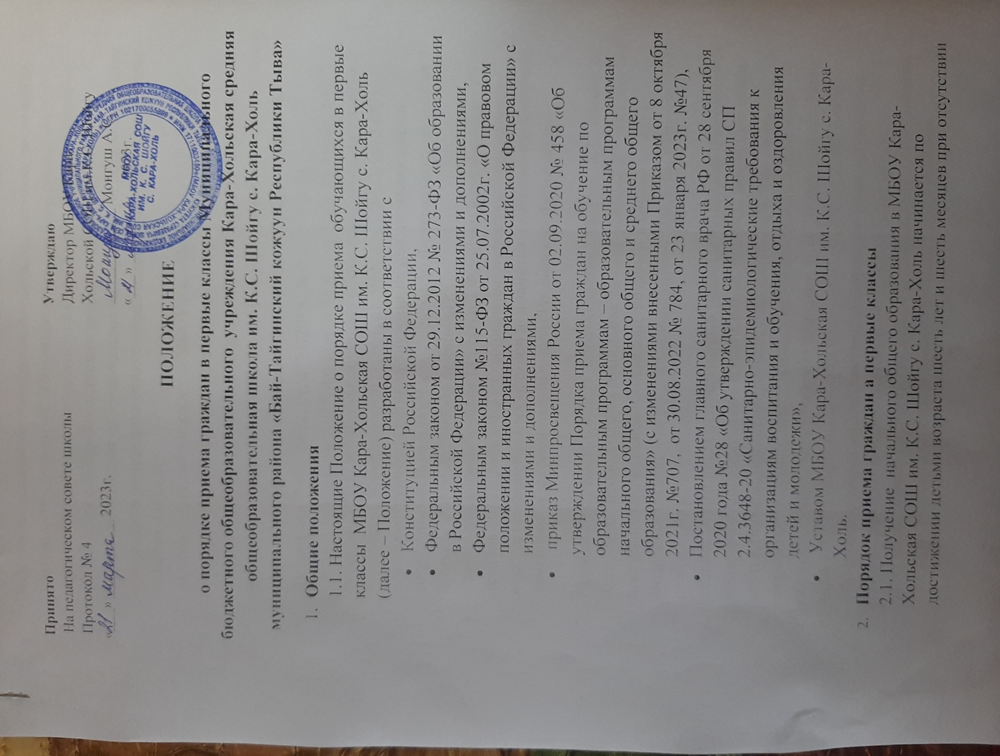 Принято
На педагогическом совете школы
Протокол № 4
«21» марта 2023г.
Утверждаю
Директор МБОУ Кара-
Хольской СОШ им. К.С. Шойгу
Монгуш А.
« 21 » 2023г.
МБОУ
КАРА-ХОЛЬСКАЯ СОШ
ИМ. К. С. ШОЙГУ
С. КАРА-ХОЛЬ
ПОЛОЖЕНИЕ
о порядке приема граждан в первые классы Муниципального
бюджетного общеобразовательного учреждения Кара-Хольская средняя
общеобразовательная школа им. К.С. Шойгу с. Кара-Холь
муниципального района «Бай-Тайгинский кожуун Республики Тыва»
1. Общие положения
1.1. Настоящие Положение о порядке приема обучающихся в первые
классы МБОУ Кара-Хольская СОШ им. К.С. Шойгу с. Кара-Холь
(далее – Положение) разработаны в соответствии с
• Конституцией Российской Федерации,
• Федеральным законом от 29.12.2012 № 273-ФЗ «Об образовании
в Российской Федерации» с изменениями и дополнениями,
• Федеральным законом №115-ФЗ от 25.07.2002г. «О правовом
положении и иностранных граждан в Российской Федерации» с
изменениями и дополнениями,
• приказ Минпросвещения России от 02.09.2020 № 458 «Об
утверждении Порядка приема граждан на обучение по
образовательным программам – образовательным программам
начального общего, основного общего и среднего общего
образования» (с изменениями внесенными Приказом от 8 октября
2021г. №707, от 30.08.2022 № 784, от 23 января 2023г. №47),
• Постановлением главного санитарного врача РФ от 28 сентября
2020 года №28 «Об утверждении санитарных правил СП
2.4.3648-20 «Санитарно-эпидемиологические требования к
организациям воспитания и обучения, отдыха и оздоровления
детей и молодежи»,
• Уставом МБОУ Кара-Хольская СОШ им. К.С. Шойгу с. Кара-
Холь.
2. Порядок приема граждан а первые классы
2.1. Получение начального общего образования в МБОУ Кара-
Хольская СОШ им. К.С. Шойгу с. Кара-Холь начинается по
достижении детьми возраста шесть лет и шесть месяцев при отсутствии